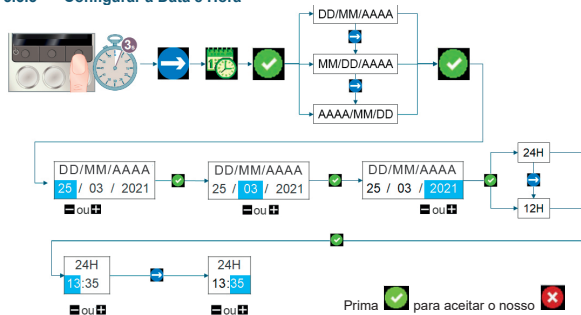 Configurar a Data e Hora
3s
DD/MM/AAAA
MM/DD/AAAA
AAAA/MM/DD
DD/MM/AAAA
25 / 03 / 2021
ou
DD/MM/AAAA
25 / 03 / 2021
ou
DD/MM/AAAA
25 / 03 / 2021
ou
24H
12H
24H
13:35
ou
24H
13:35
ou
Prima para aceitar o nosso